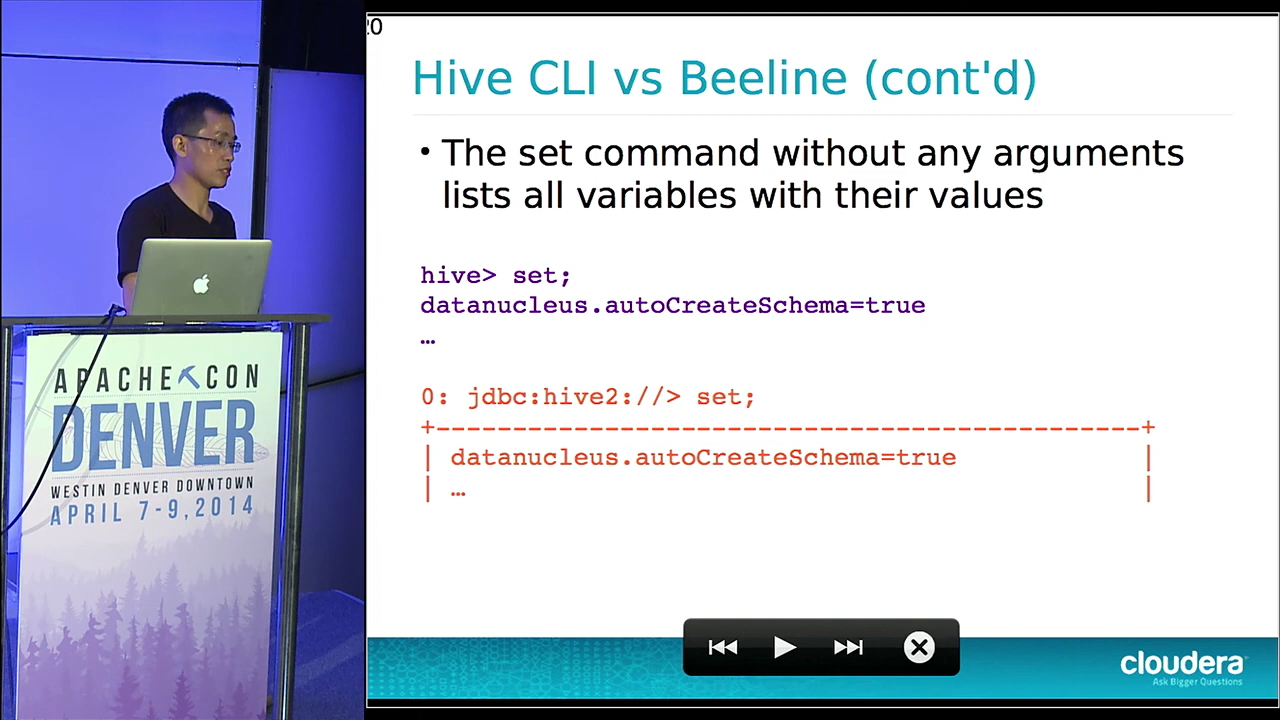 20
Hive CLI vs Beeline (cont'd)
• The set command without any arguments
lists all variables with their values
hive> set;
datanucleus.autoCreateSchema=true
…
0: jdbc:hive2://> set;
+----------------------------------------------+
| datanucleus.autoCreateSchema=true |
| … |
cloudera
Ask Bigger Questions
APACHE CON
DENVER
WESTIN DENVER DOWNTOWN
APRIL 7-9, 2014